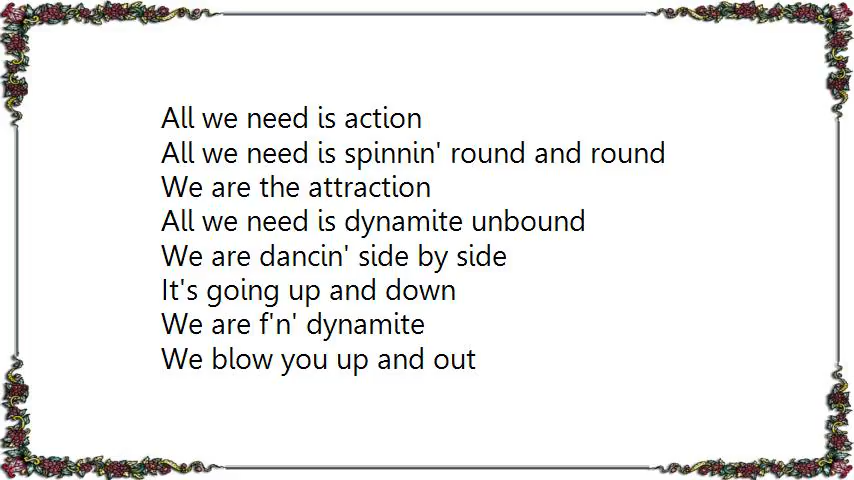 All we need is action
All we need is spinnin' round and round
We are the attraction
All we need is dynamite unbound
We are dancin' side by side
It's going up and down
We are f'n' dynamite
We blow you up and out